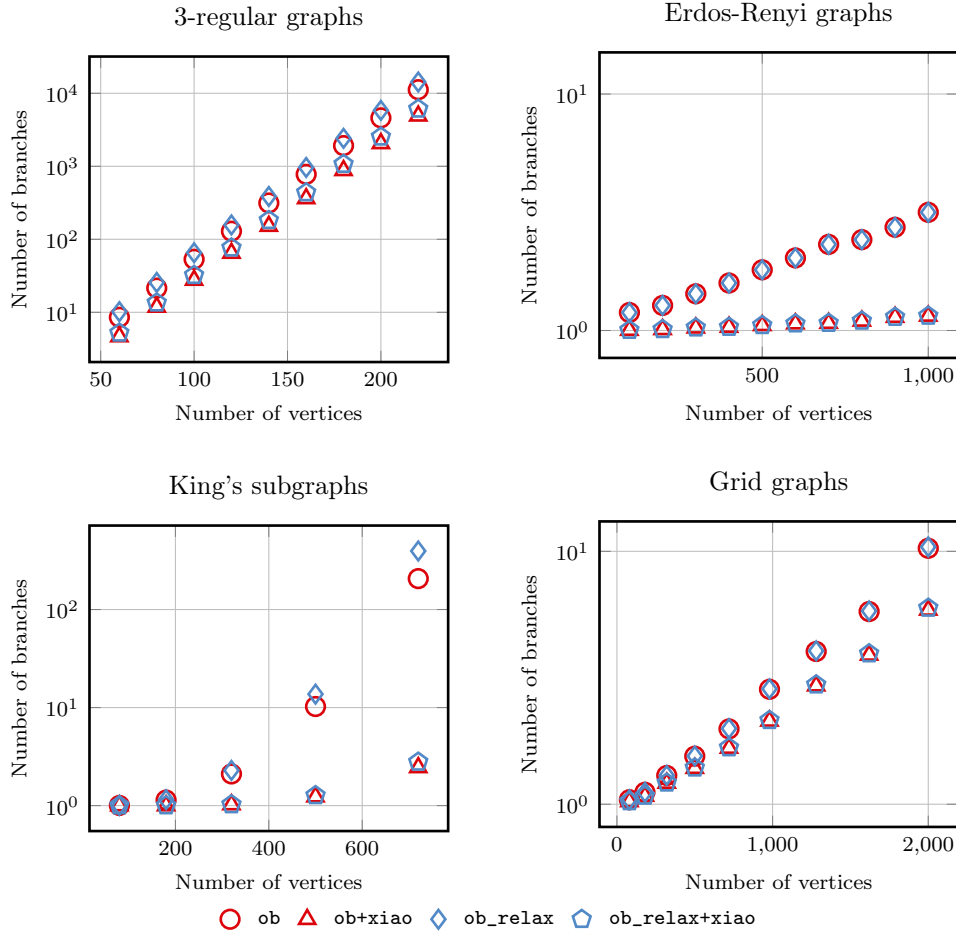 3-regular graphs
Number of branches
10^4
10^3
10^2
10^1
50
100
150
200
Number of vertices
Erdos-Renyi graphs
Number of branches
10^1
10^0
500
1,000
Number of vertices
King's subgraphs
Number of branches
10^2
10^1
10^0
200
400
600
Number of vertices
Grid graphs
Number of branches
10^1
10^0
0
1,000
2,000
Number of vertices
ob ob+xiao ob_relax ob_relax+xiao